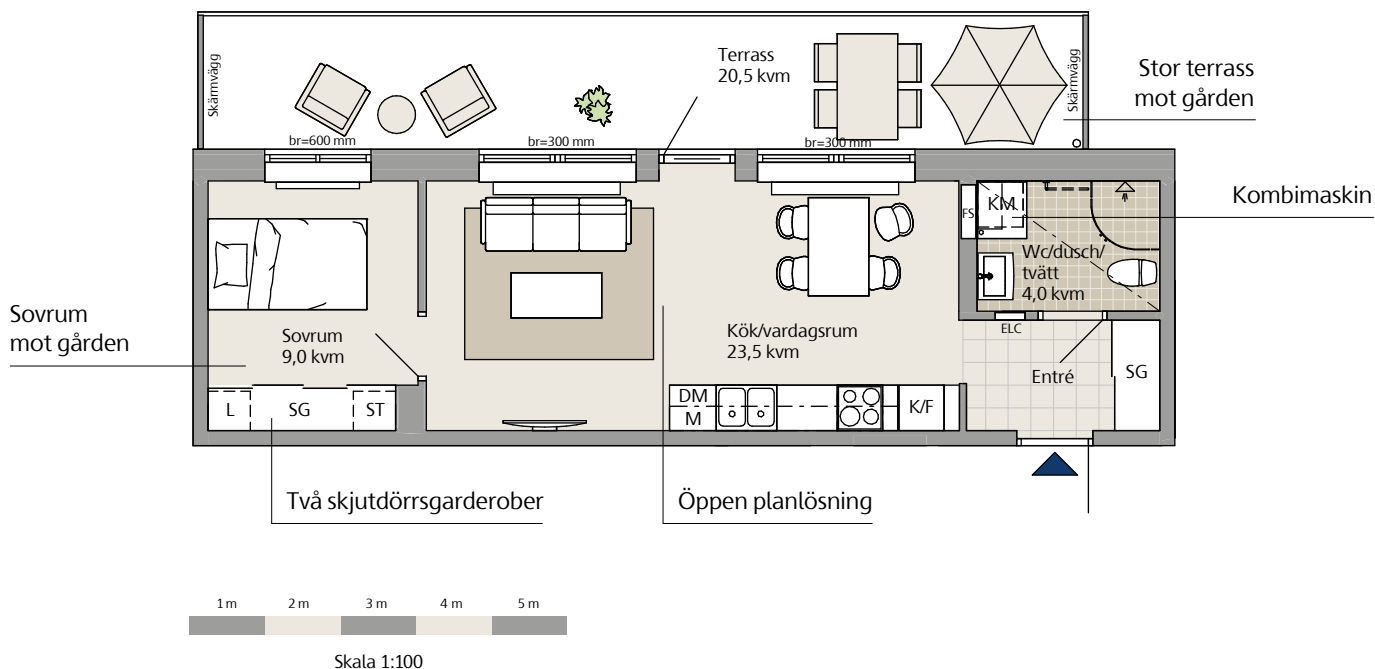 Skärmvägg
Terrass
20,5 kvm
Skärmvägg
Stor terrass
mot gården
br=600 mm
br=300 mm
br=300 mm
Kombimaskin
FS
KM
Wc/dusch/
tvätt
4,0 kvm
Sovrum
mot gården
Sovrum
9,0 kvm
Kök/vardagsrum
23,5 kvm
ELC
Entré
SG
L
SG
ST
DM
M
K/F
Två skjutdörrsgarderober
Öppen planlösning
1 m
2 m
3 m
4 m
5 m
Skala 1:100